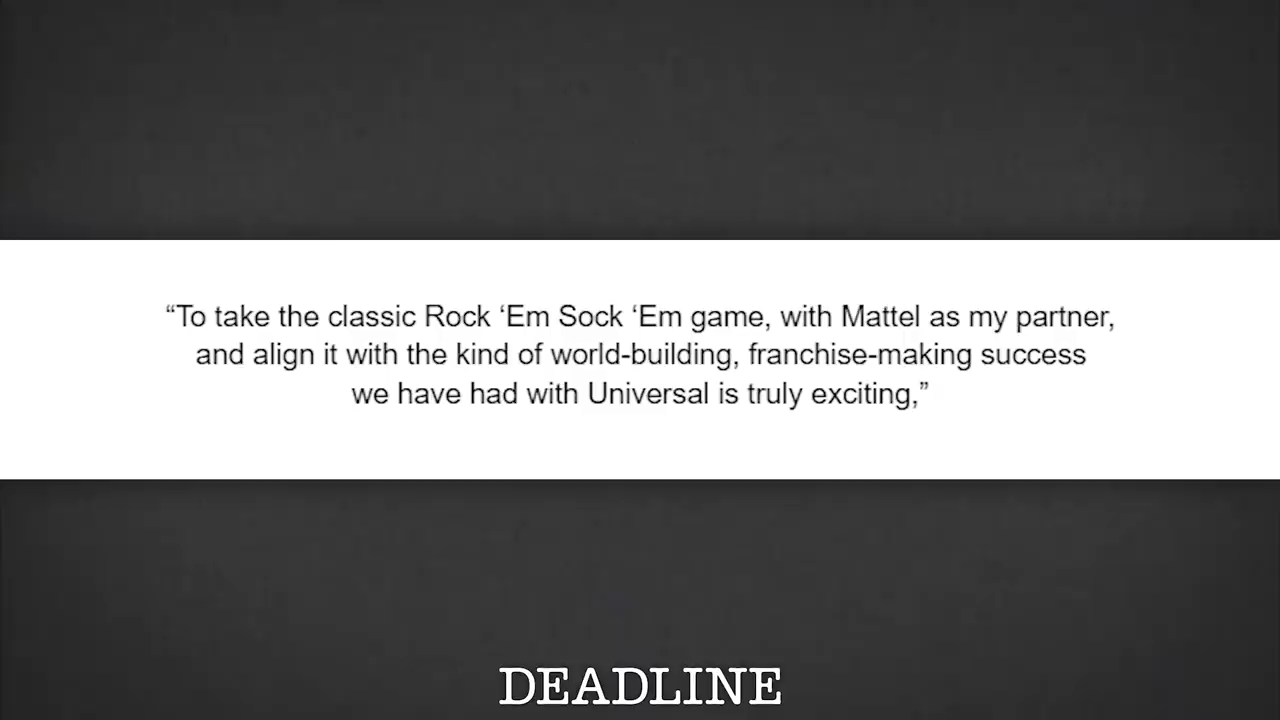 “To take the classic Rock ‘Em Sock ‘Em game, with Mattel as my partner,
and align it with the kind of world-building, franchise-making success
we have had with Universal is truly exciting,”
DEADLINE